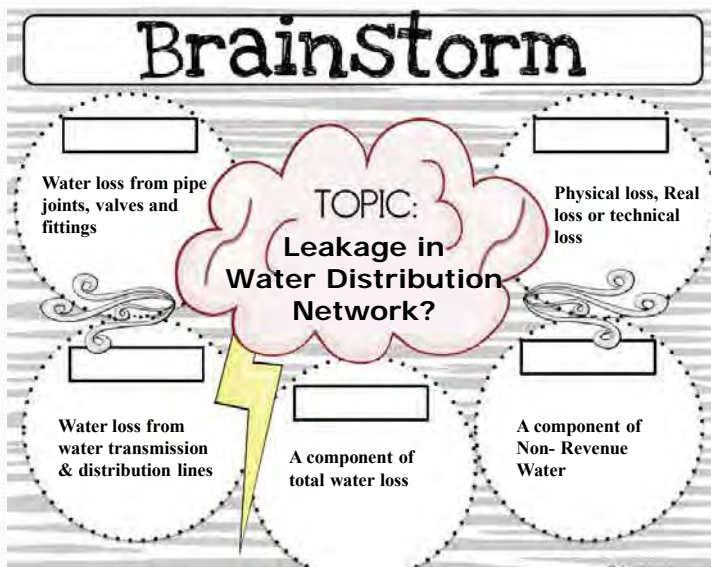 Brainstorm
TOPIC:
Leakage in
Water Distribution
Network?
Water loss from pipe
joints, valves and
fittings
Physical loss, Real
loss or technical
loss
Water loss from
water transmission
& distribution lines
A component of
total water loss
A component of
Non- Revenue
Water